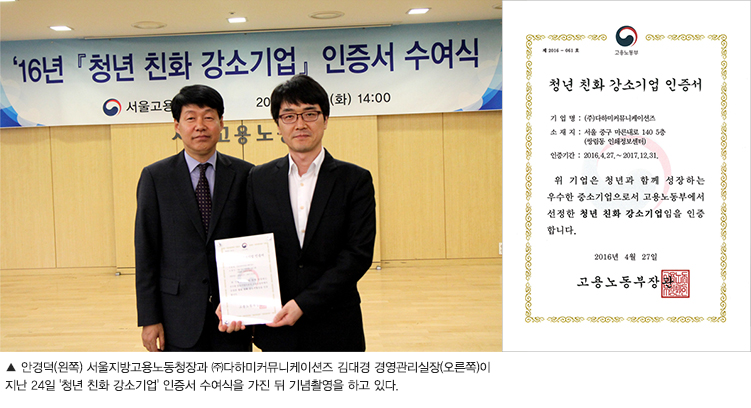 ‘16년 『청년 친화 강소기업』 인증서 수여식
서울고용 (화) 14:00
고용노동
제 2016 - 061 호
고용노동부
청년 친화 강소기업 인증서
기 업 명 : (주)다하미커뮤니케이션즈
소 재 지 : 서울 중구 마른내로 140 5층
(쌍림동 인쇄정보센터)
인증기간 : 2016.4.27.~2017.12.31.
위 기업은 청년과 함께 성장하는
우수한 중소기업으로서 고용노동부에서
선정한 청년 친화 강소기업임을 인증
합니다.
2016년 4월 27일
고용노동부장관
▲ 안경덕(왼쪽) 서울지방고용노동청장과 ㈜다하미커뮤니케이션즈 김대경 경영관리실장(오른쪽)이
지난 24일 '청년 친화 강소기업' 인증서 수여식을 가진 뒤 기념촬영을 하고 있다.